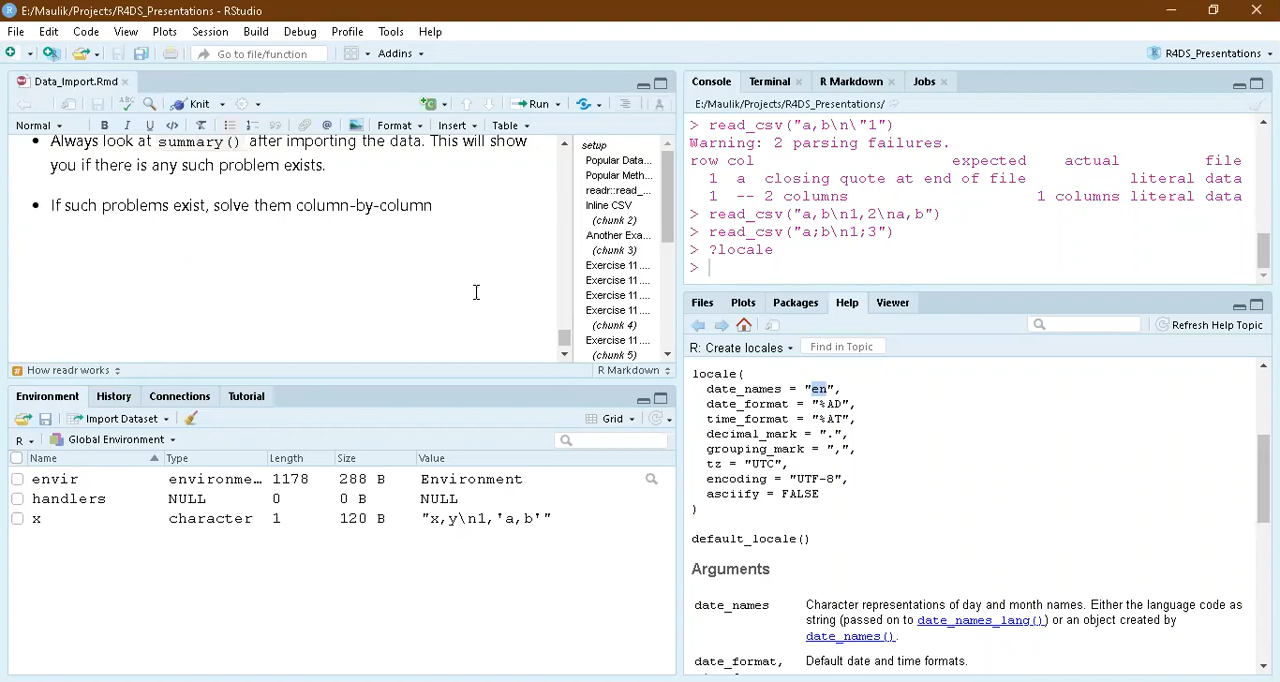 E:/Maulik/Projects/R4DS_Presentations - RStudio
File Edit Code View Plots Session Build Debug Profile Tools Help
Go to file/function Addins R4DS_Presentations
Data_Import.Rmd
Knit Run
Normal B I U Format Insert Table
Always look at summary() after importing the data. This will show
you if there is any such problem exists.
If such problems exist, solve them column-by-column
setup
Popular Data...
Popular Meth...
readr::read_...
Inline CSV
(chunk 2)
Another Exa...
(chunk 3)
Exercise 11....
Exercise 11....
Exercise 11....
Exercise 11....
(chunk 4)
Exercise 11....
(chunk 5)
How readr works R Markdown
Environment History Connections Tutorial
Import Dataset Grid
R Global Environment
Name Type Length Size Value
envir environme... 1178 288 B Environment
handlers NULL 0 0 B NULL
x character 1 120 B "x,y\n1,'a,b'"
Console Terminal R Markdown Jobs
E:/Maulik/Projects/R4DS_Presentations/
> read_csv("a,b\n\"1")
Warning: 2 parsing failures.
row col expected actual file
1 a closing quote at end of file literal data
1 -- 2 columns 1 columns literal data
> read_csv("a,b\n1,2\na,b")
> read_csv("a;b\n1;3")
> ?locale
>
Files Plots Packages Help Viewer
Refresh Help Topic
R: Create locales Find in Topic
locale(
date_names = "en",
date_format = "%AD",
time_format = "%AT",
decimal_mark = ".",
grouping_mark = ",",
tz = "UTC",
encoding = "UTF-8",
asciify = FALSE
)
default_locale()
Arguments
date_names Character representations of day and month names. Either the language code as
string (passed on to date_names_lang()) or an object created by
date_names().
date_format, Default date and time formats.